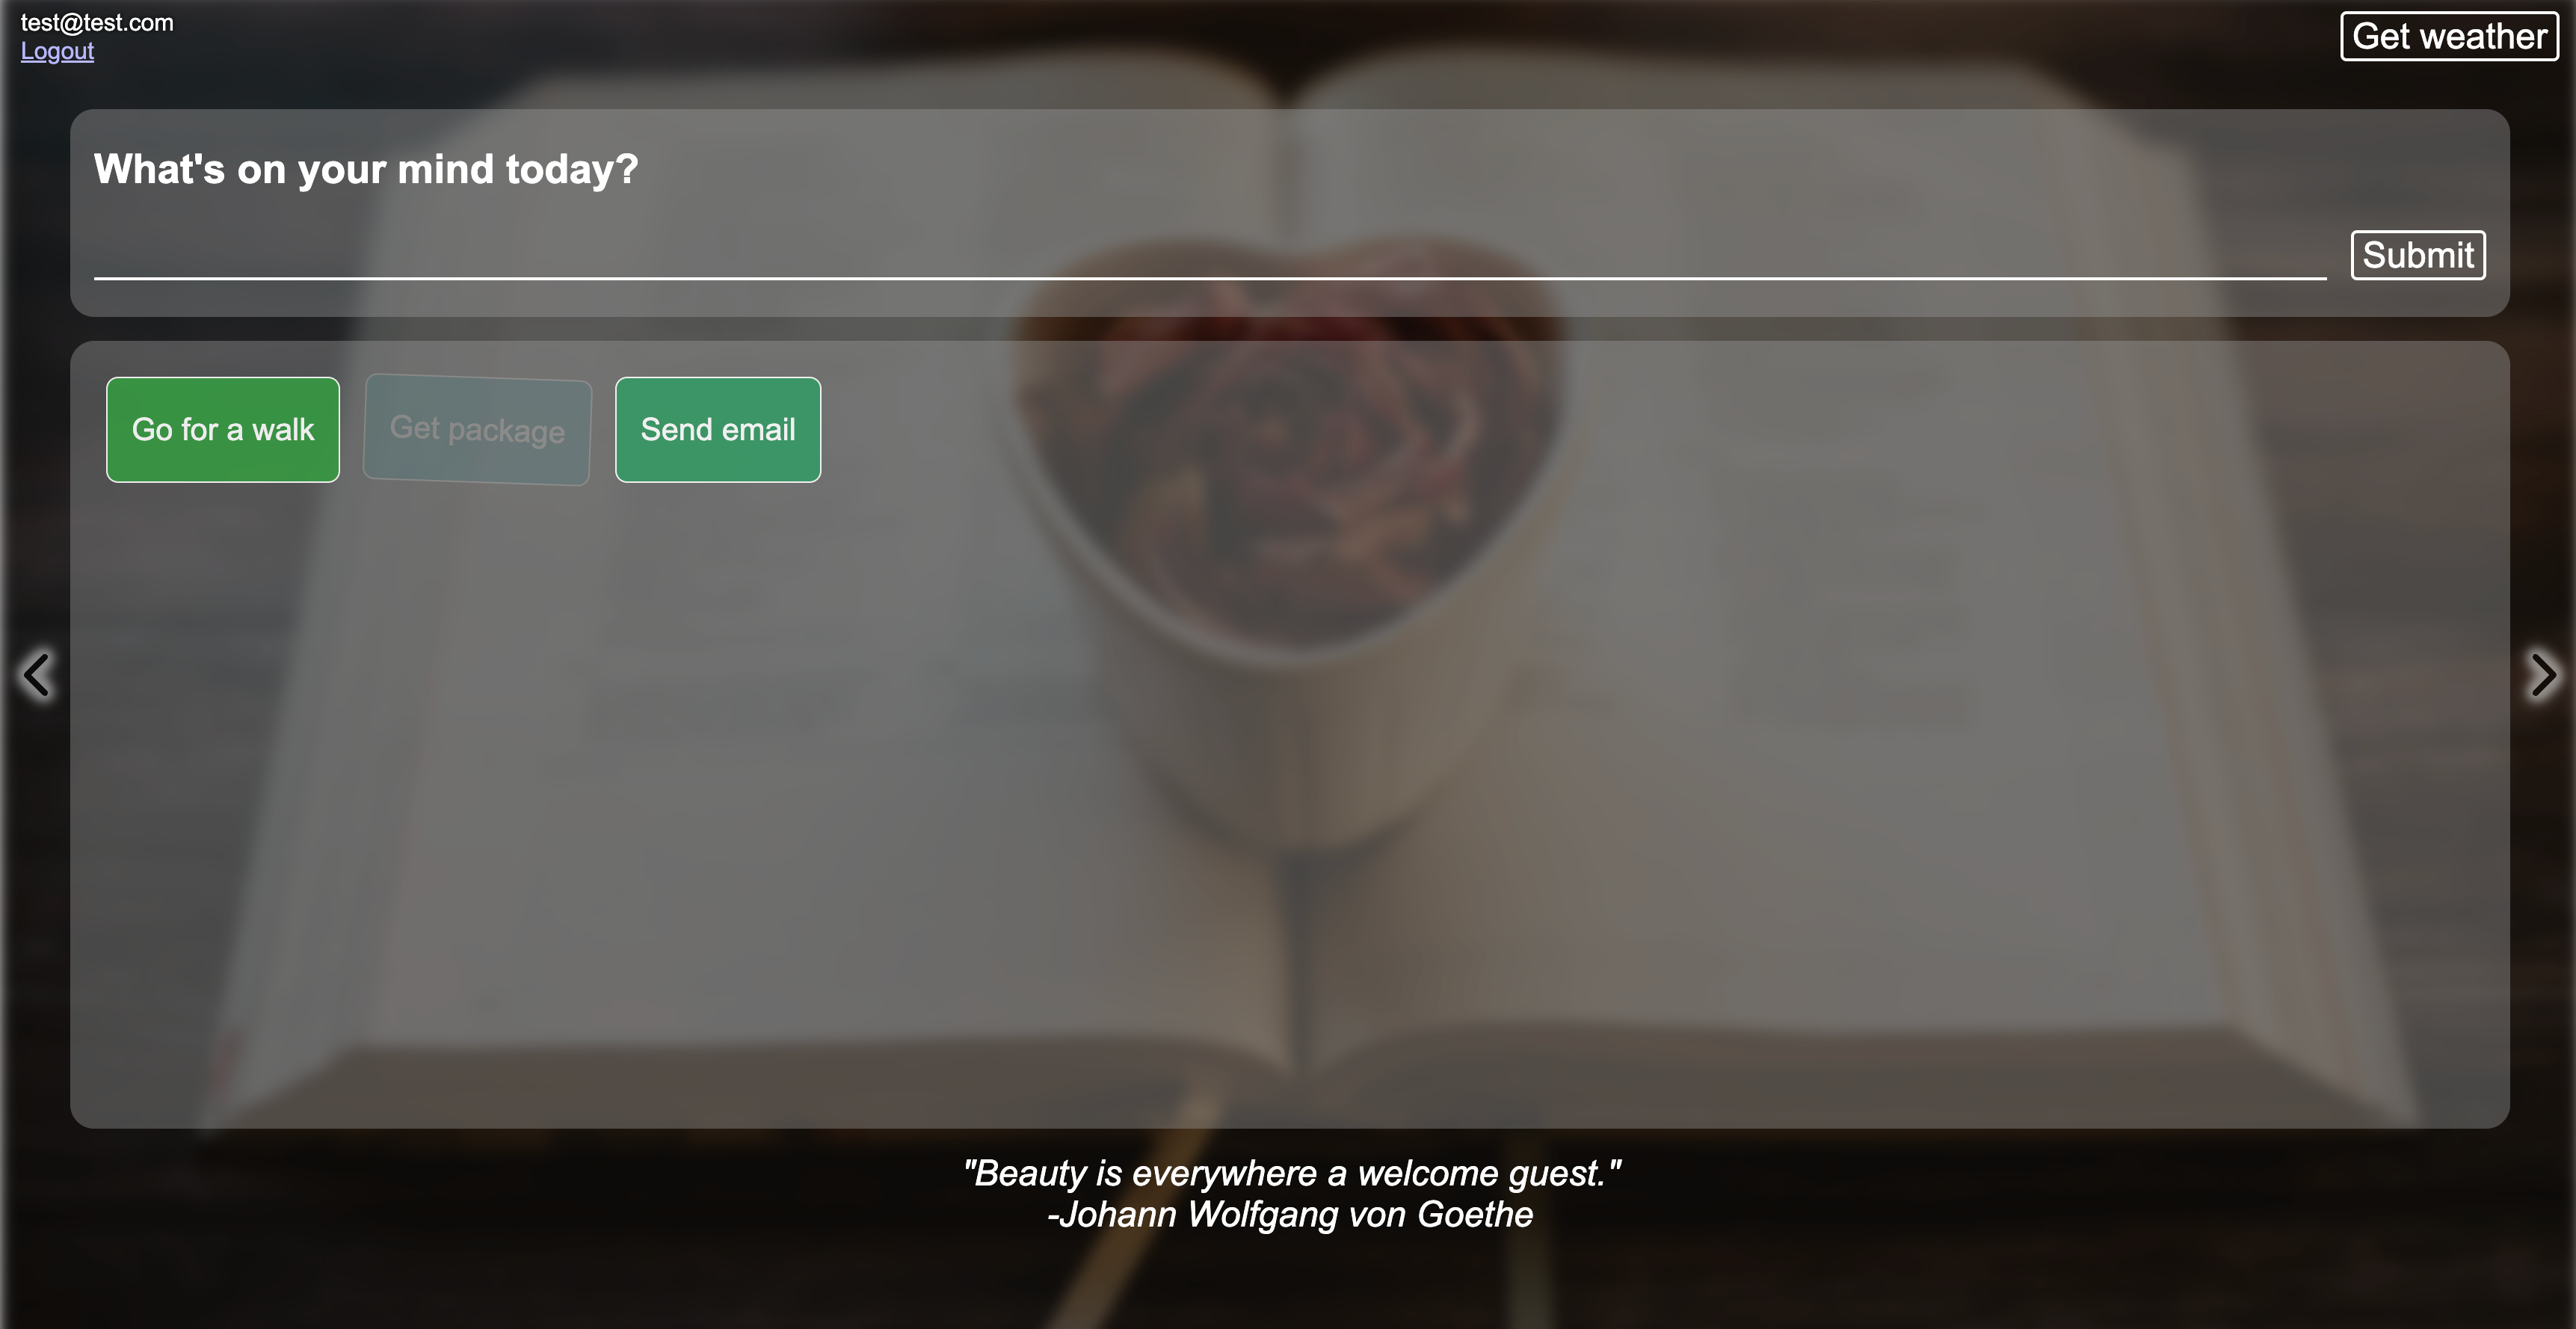 test@test.com
Logout
Get weather
What's on your mind today?
Submit
Go for a walk
Get package
Send email
"Beauty is everywhere a welcome guest."
-Johann Wolfgang von Goethe